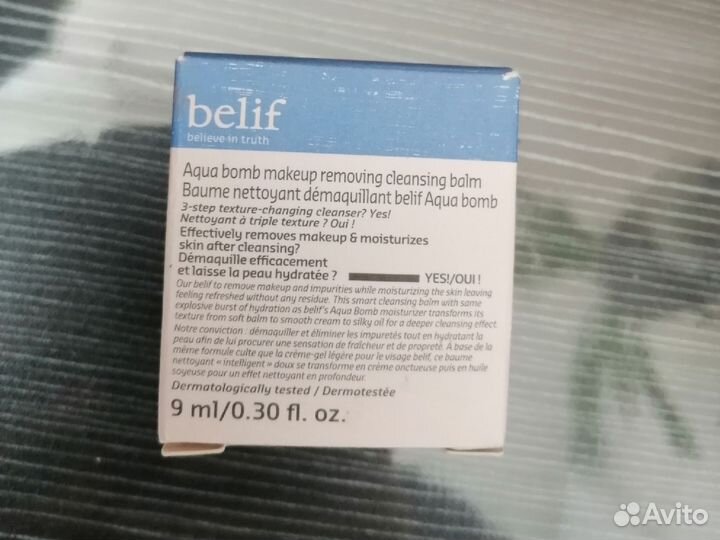 belif
believe in truth
Aqua bomb makeup removing cleansing balm
Baume nettoyant démaquillant belif Aqua bomb
3-step texture-changing cleanser? Yes!
Nettoyant à triple texture ? Oui !
Effectively removes makeup & moisturizes
skin after cleansing?
Démaquille efficacement
et laisse la peau hydratée ? YES!/OUI !
Our belif to remove makeup and impurities while moisturizing the skin leaving
feeling refreshed without any residue. This smart cleansing balm with same
explosive burst of hydration as belif's Aqua Bomb moisturizer transforms its
texture from soft balm to smooth cream to silky oil for a deeper cleansing effect.
Notre conviction : démaquiller et éliminer les impuretés tout en hydratant la
peau afin de lui procurer une sensation de fraîcheur et de propreté. À base de la
même formule culte que la crème-gel légère pour le visage belif, ce baume
nettoyant « intelligent » doux se transforme en crème onctueuse puis en huile
soyeuse pour un effet nettoyant en profondeur.
Dermatologically tested / Dermotestée
9 ml/0.30 fl. oz.
Avito